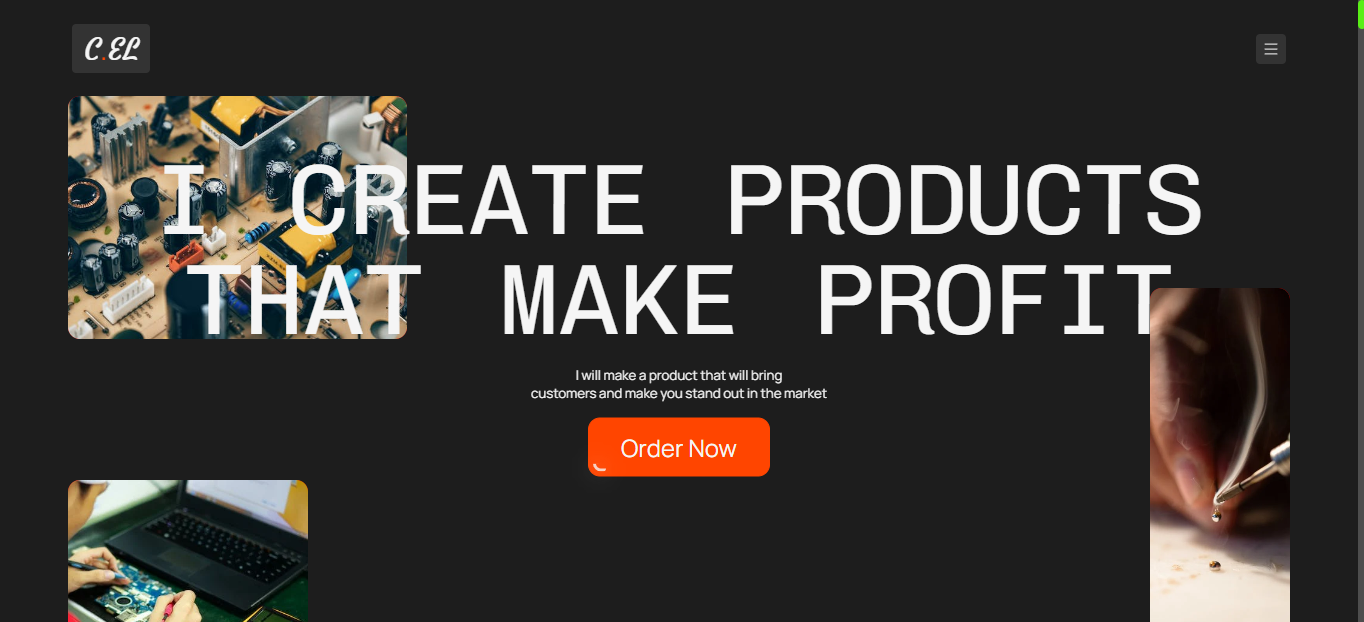 C.EL
I CREATE PRODUCTS
THAT MAKE PROFIT
I will make a product that will bring
customers and make you stand out in the market
Order Now